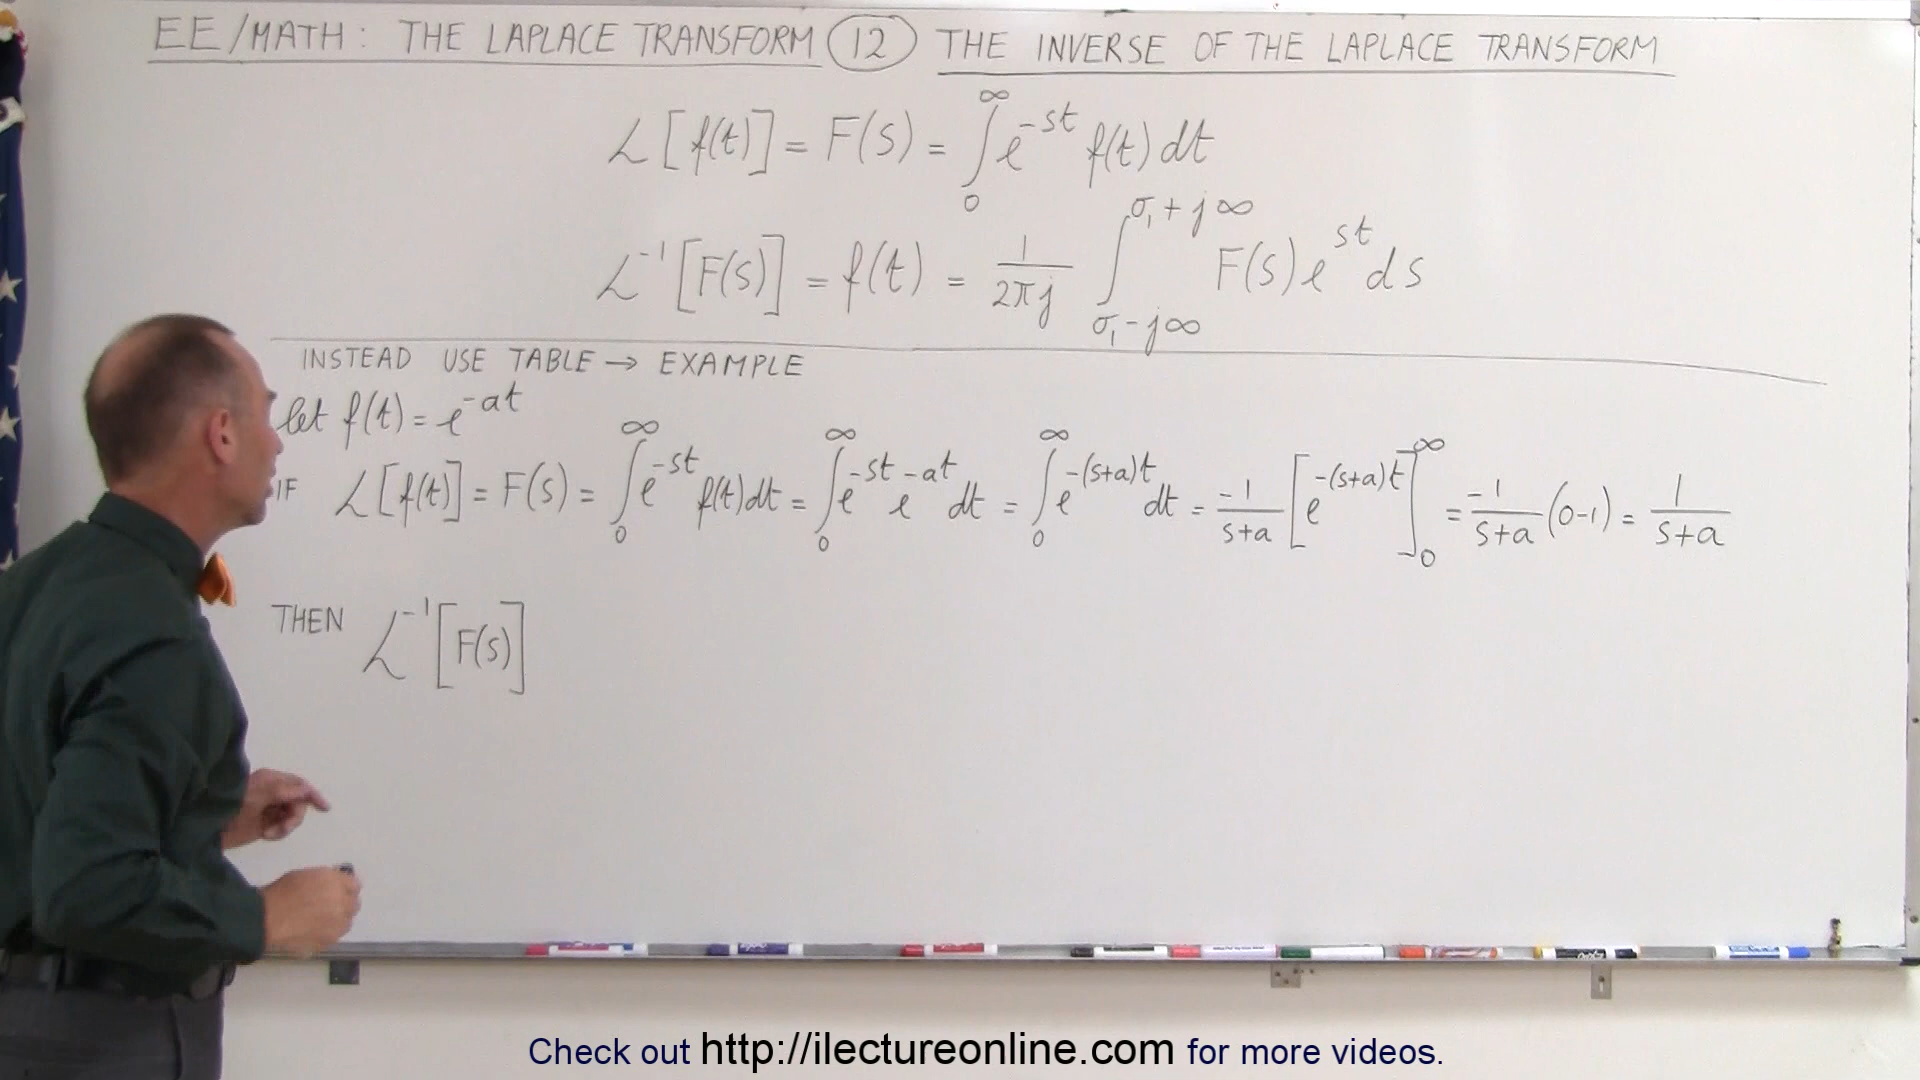 EE/MATH: THE LAPLACE TRANSFORM (12) THE INVERSE OF THE LAPLACE TRANSFORM
ℒ[f(t)] = F(s) = ∫₀^∞ e^{-st} f(t) dt
ℒ⁻¹[F(s)] = f(t) = 1/(2πj) ∫_{σ₁-j∞}^{σ₁+j∞} F(s) e^{st} ds
INSTEAD USE TABLE → EXAMPLE
let f(t) = e^{-at}
IF ℒ[f(t)] = F(s) = ∫₀^∞ e^{-st} f(t) dt = ∫₀^∞ e^{-st} e^{-at} dt = ∫₀^∞ e^{-(s+a)t} dt = -1/(s+a) [e^{-(s+a)t}]₀^∞ = -1/(s+a) (0-1) = 1/(s+a)
THEN ℒ⁻¹[F(s)]
Check out http://ilectureonline.com for more videos.